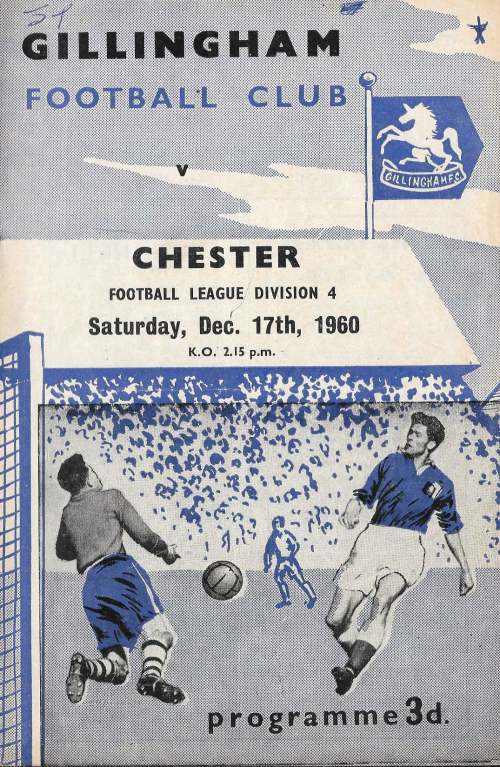 GILLINGHAM
FOOTBALL CLUB
GILLINGHAM F.C.
v
CHESTER
FOOTBALL LEAGUE DIVISION 4
Saturday, Dec. 17th, 1960
K.O. 2.15 p.m.
programme 3d.